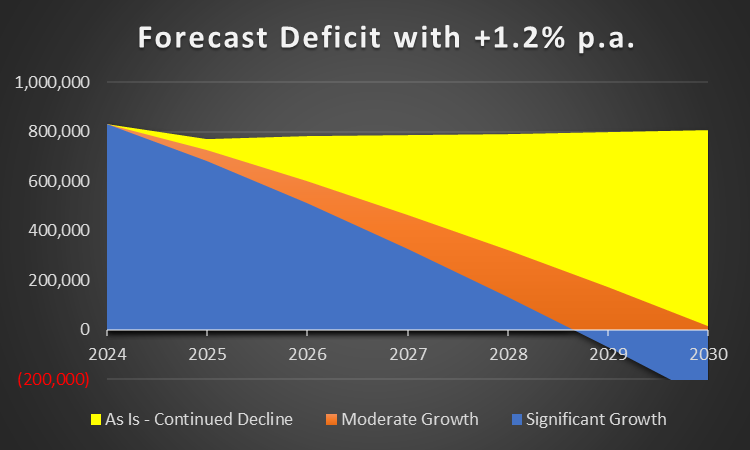 Forecast Deficit with +1.2% p.a.
1,000,000
800,000
600,000
400,000
200,000
0
2024 2025 2026 2027 2028 2029 2030
(200,000)
As Is - Continued Decline Moderate Growth Significant Growth